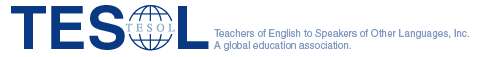 TESOL
TESOL
Teachers of English to Speakers of Other Languages, Inc.
A global education association.